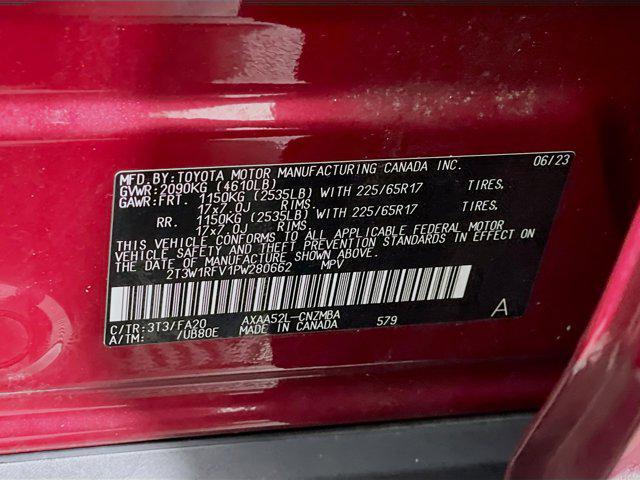 MFD.BY:TOYOTA MOTOR MANUFACTURING CANADA INC. 06/23
GVWR:2090KG (4610LB)
GAWR:FRT. 1150KG (2535LB) WITH 225/65R17 TIRES.
17x7.0J RIMS
RR. 1150KG (2535LB) WITH 225/65R17 TIRES.
17x7.0J RIMS
THIS VEHICLE CONFORMS TO ALL APPLICABLE FEDERAL MOTOR
VEHICLE SAFETY AND THEFT PREVENTION STANDARDS IN EFFECT ON
THE DATE OF MANUFACTURE SHOWN ABOVE.
2T3W1RFV1PW280662 MPV
C/TR:3T3/FA20 AXAA52L-CNZMBA A
A/TM: /UB80E MADE IN CANADA 579